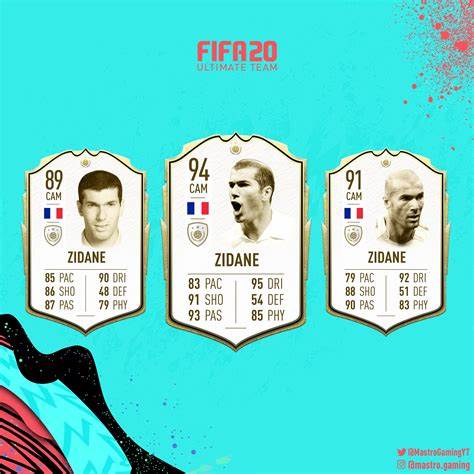 FIFA20
ULTIMATE TEAM
89
CAM
ZIDANE
85 PAC 90 DRI
86 SHO 48 DEF
87 PAS 79 PHY
94
CAM
ZIDANE
83 PAC 95 DRI
91 SHO 54 DEF
93 PAS 85 PHY
91
CAM
ZIDANE
79 PAC 92 DRI
88 SHO 51 DEF
90 PAS 83 PHY
@MastroGamingYT
@mastro.gaming